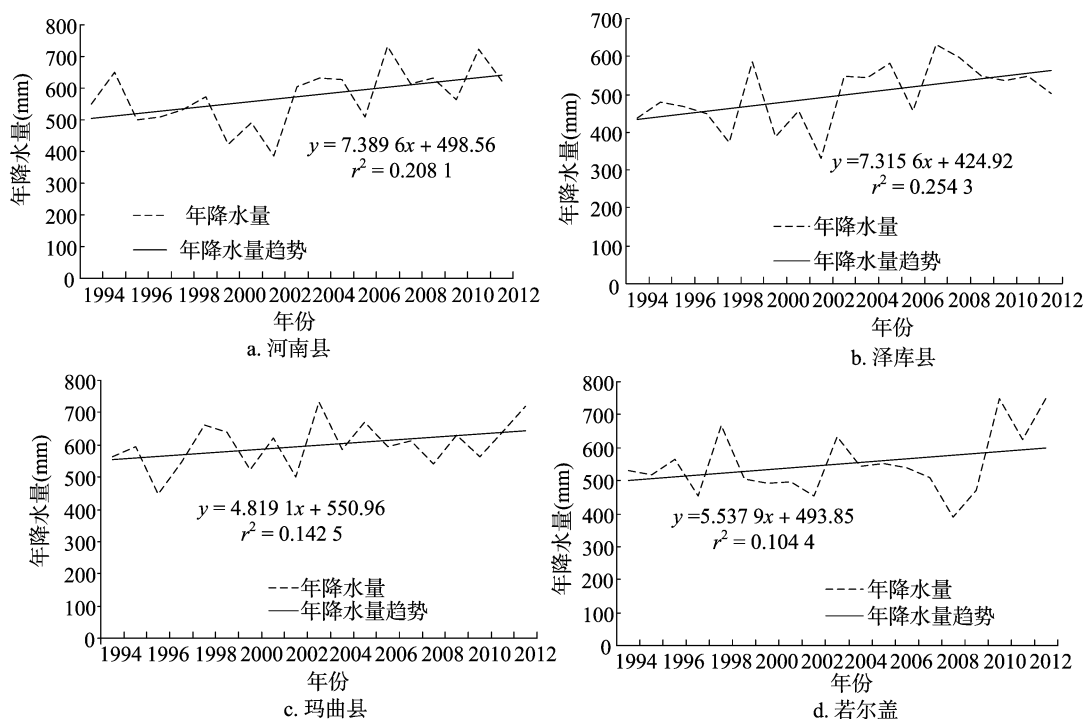 800
700
600
500
400
300
200
100
0
年降水量(mm)
y = 7.389 6x + 498.56
r² = 0.208 1
年降水量
年降水量趋势
1994 1996 1998 2000 2002 2004 2006 2008 2010 2012
年份
a. 河南县
700
600
500
400
300
200
100
0
年降水量(mm)
y =7.315 6x + 424.92
r² = 0.254 3
年降水量
年降水量趋势
1994 1996 1998 2000 2002 2004 2006 2008 2010 2012
年份
b. 泽库县
800
700
600
500
400
300
200
100
0
年降水量(mm)
y = 4.819 1x + 550.96
r² = 0.142 5
年降水量
年降水量趋势
1994 1996 1998 2000 2002 2004 2006 2008 2010 2012
年份
c. 玛曲县
800
700
600
500
400
300
200
100
0
年降水量(mm)
y =5.537 9x + 493.85
r² = 0.104 4
年降水量
年降水量趋势
1994 1996 1998 2000 2002 2004 2006 2008 2010 2012
年份
d. 若尔盖